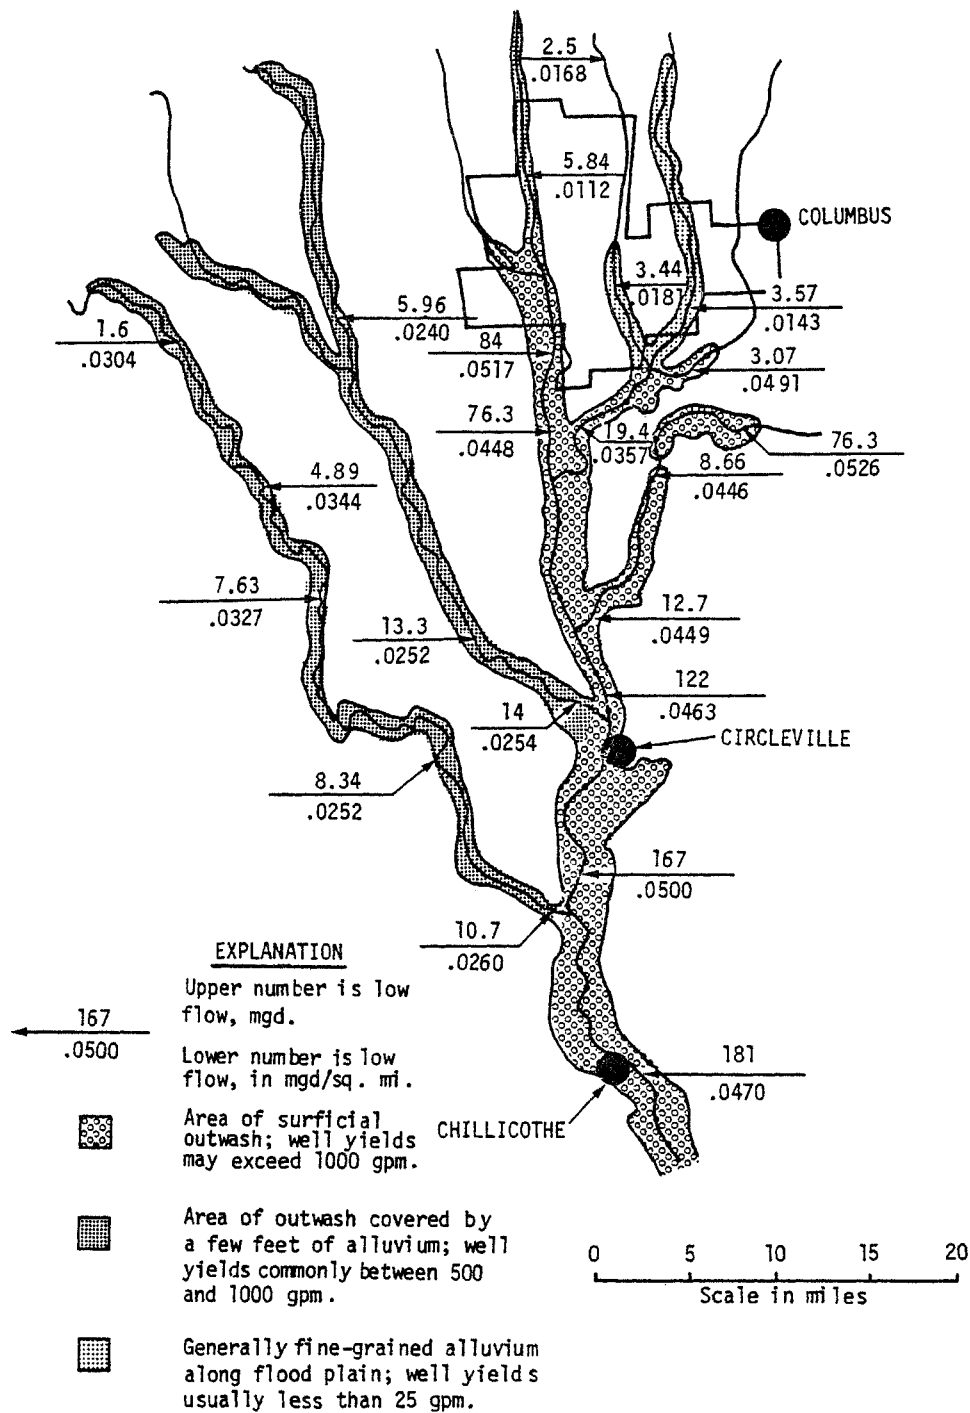 2.5
.0168
5.84
.0112
COLUMBUS
3.44
.0181
3.57
.0143
5.96
.0240
1.6
.0304
84
.0517
3.07
.0491
76.3
.0448
19.4
.0357
76.3
.0526
8.66
.0446
4.89
.0344
7.63
.0327
12.7
.0449
13.3
.0252
122
.0463
14
.0254
CIRCLEVILLE
8.34
.0252
167
.0500
10.7
.0260
EXPLANATION
Upper number is low
flow, mgd.
167
.0500
Lower number is low
flow, in mgd/sq. mi.
181
.0470
Area of surficial
outwash; well yields
may exceed 1000 gpm.
CHILLICOTHE
Area of outwash covered by
a few feet of alluvium; well
yields commonly between 500
and 1000 gpm.
0 5 10 15 20
Scale in miles
Generally fine-grained alluvium
along flood plain; well yields
usually less than 25 gpm.